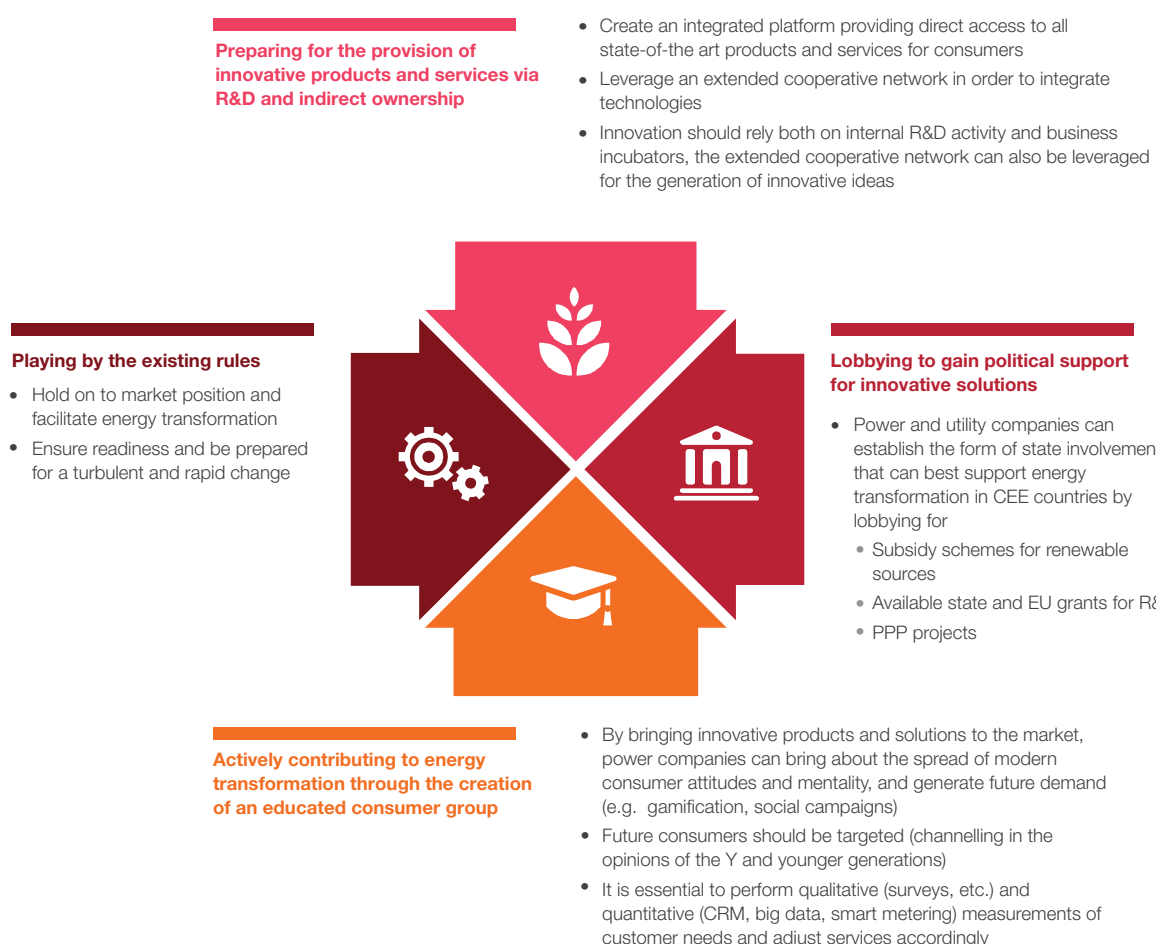 Preparing for the provision of
innovative products and services via
R&D and indirect ownership
• Create an integrated platform providing direct access to all
state-of-the art products and services for consumers
• Leverage an extended cooperative network in order to integrate
technologies
• Innovation should rely both on internal R&D activity and business
incubators, the extended cooperative network can also be leveraged
for the generation of innovative ideas
Playing by the existing rules
• Hold on to market position and
facilitate energy transformation
• Ensure readiness and be prepared
for a turbulent and rapid change
Lobbying to gain political support
for innovative solutions
• Power and utility companies can
establish the form of state involvemen
that can best support energy
transformation in CEE countries by
lobbying for
• Subsidy schemes for renewable
sources
• Available state and EU grants for R&
• PPP projects
Actively contributing to energy
transformation through the creation
of an educated consumer group
• By bringing innovative products and solutions to the market,
power companies can bring about the spread of modern
consumer attitudes and mentality, and generate future demand
(e.g. gamification, social campaigns)
• Future consumers should be targeted (channelling in the
opinions of the Y and younger generations)
• It is essential to perform qualitative (surveys, etc.) and
quantitative (CRM, big data, smart metering) measurements of
customer needs and adjust services accordingly